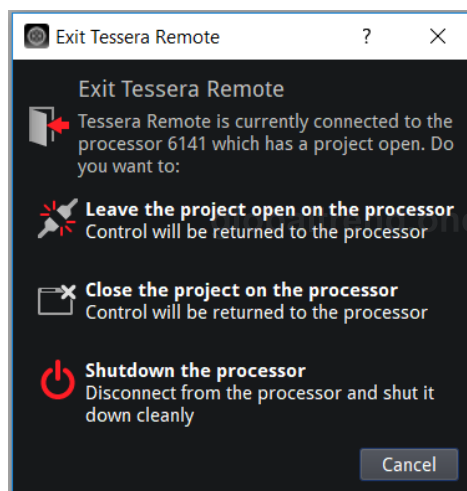 Exit Tessera Remote
?
Exit Tessera Remote
Tessera Remote is currently connected to the
processor 6141 which has a project open. Do
you want to:
Leave the project open on the processor
Control will be returned to the processor
Close the project on the processor
Control will be returned to the processor
Shutdown the processor
Disconnect from the processor and shut it
down cleanly
Cancel